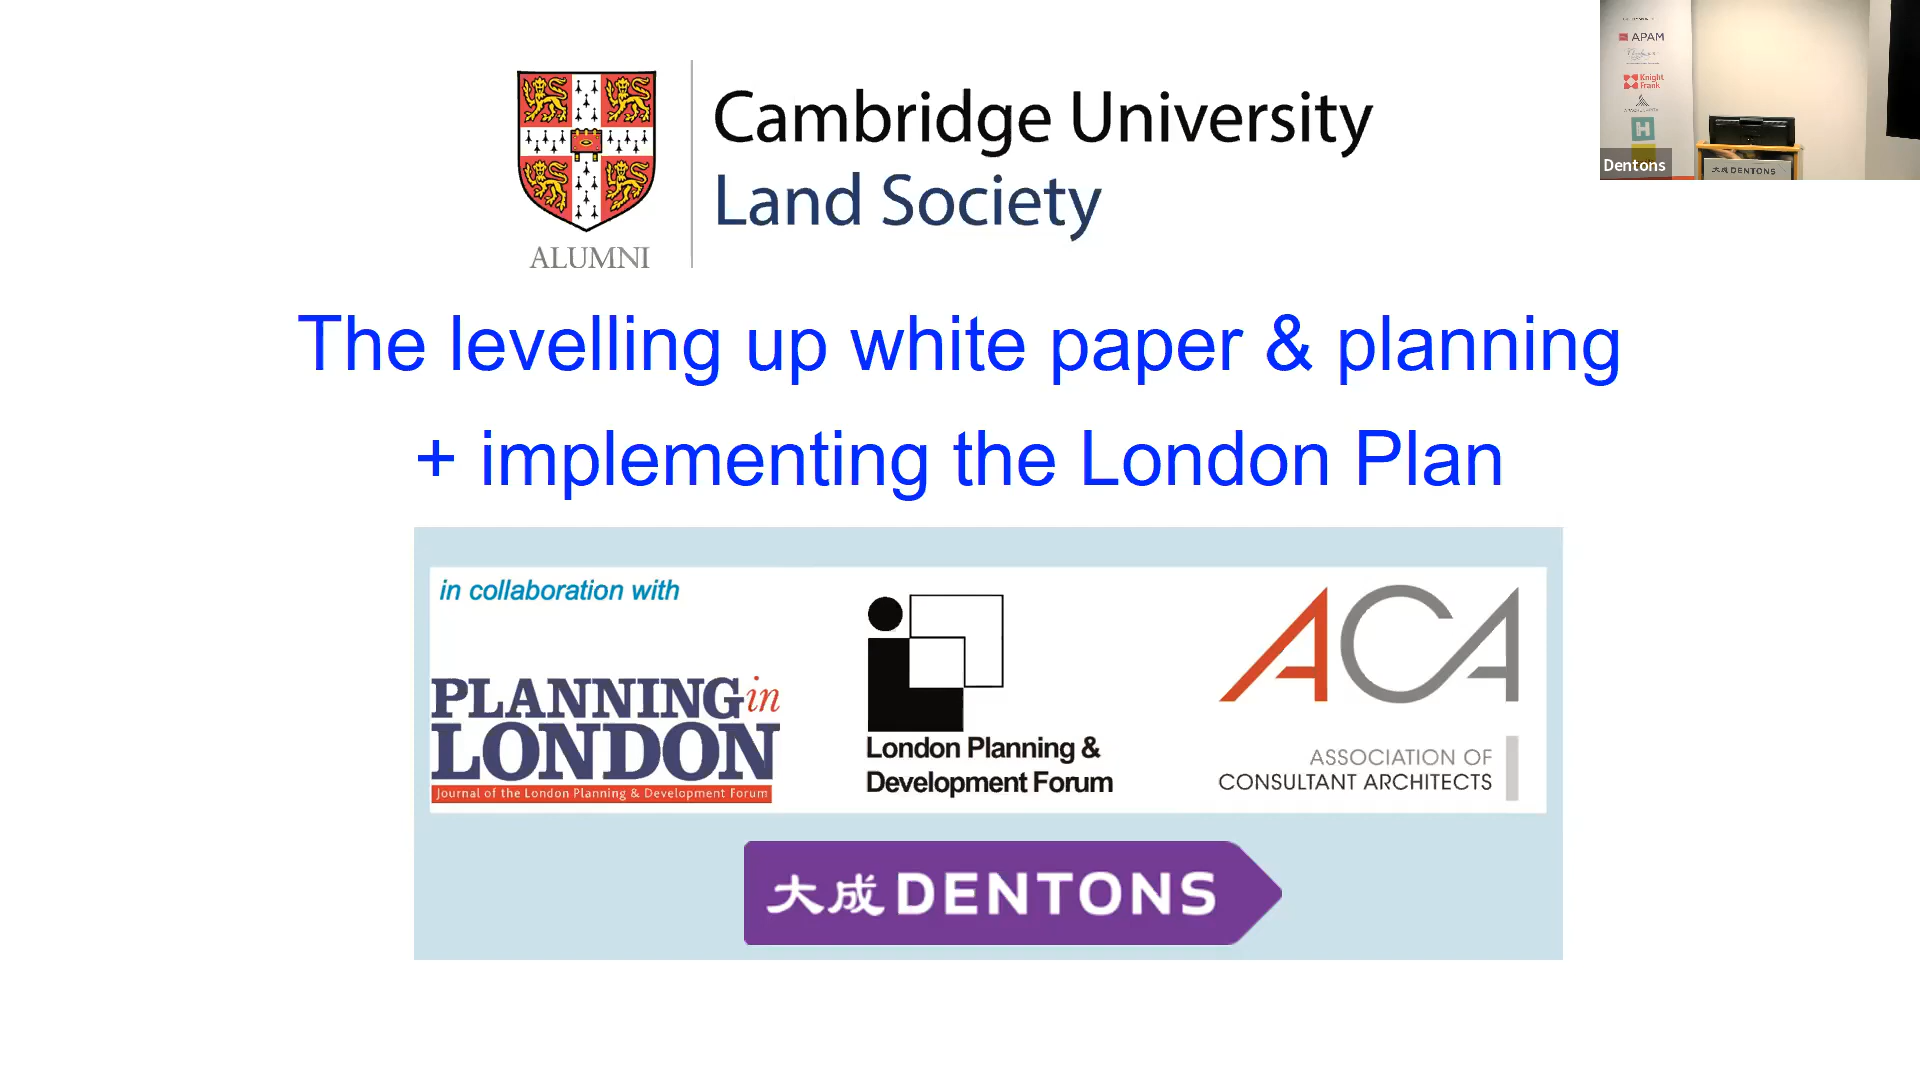 Cambridge University
Land Society
ALUMNI
The levelling up white paper & planning
+ implementing the London Plan
in collaboration with
PLANNING in
LONDON
Journal of the London Planning & Development Forum
London Planning &
Development Forum
ACA
ASSOCIATION OF
CONSULTANT ARCHITECTS
大成 DENTONS
APAM
Knight
Frank
H
Dentons
大成 DENTONS